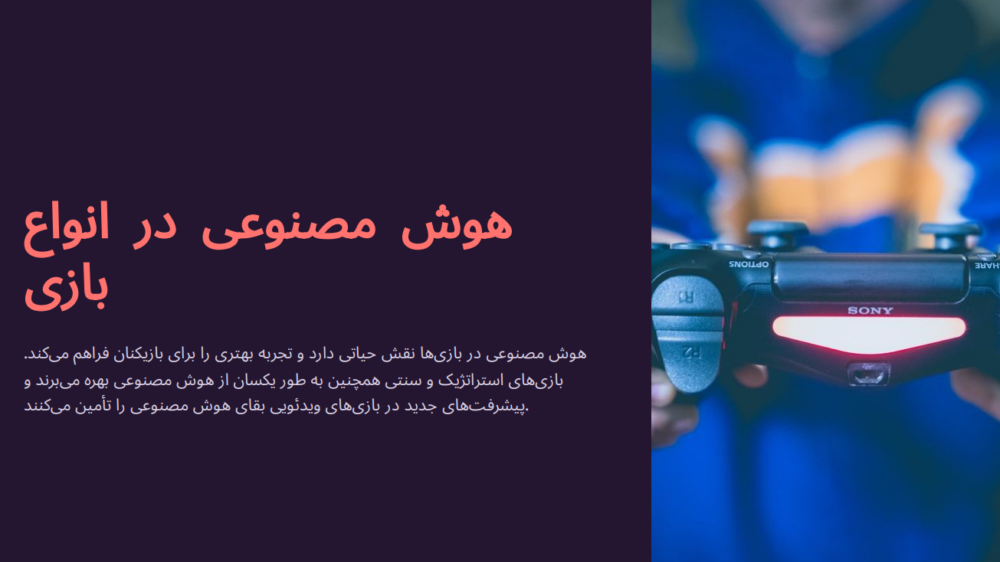 هوش مصنوعی در انواع
بازی
هوش مصنوعی در بازی‌ها نقش حیاتی دارد و تجربه بهتری را برای بازیکنان فراهم می‌کند.
بازی‌های استراتژیک و سنتی همچنین به طور یکسان از هوش مصنوعی بهره می‌برند و
پیشرفت‌های جدید در بازی‌های ویدئویی بقای هوش مصنوعی را تأمین می‌کنند.
OPTIONS
SHARE
R1
SONY
R2